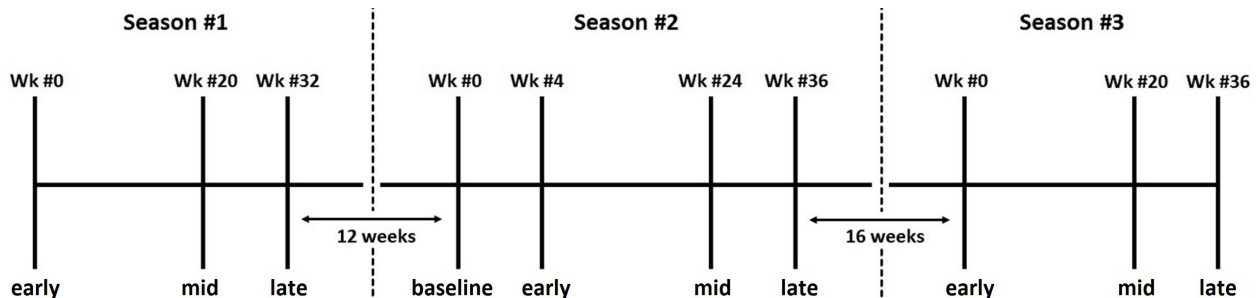 Season #1 Season #2 Season #3
Wk #0 Wk #20 Wk #32 Wk #0 Wk #4 Wk #24 Wk #36 Wk #0 Wk #20 Wk #36
12 weeks 16 weeks
early mid late baseline early mid late early mid late